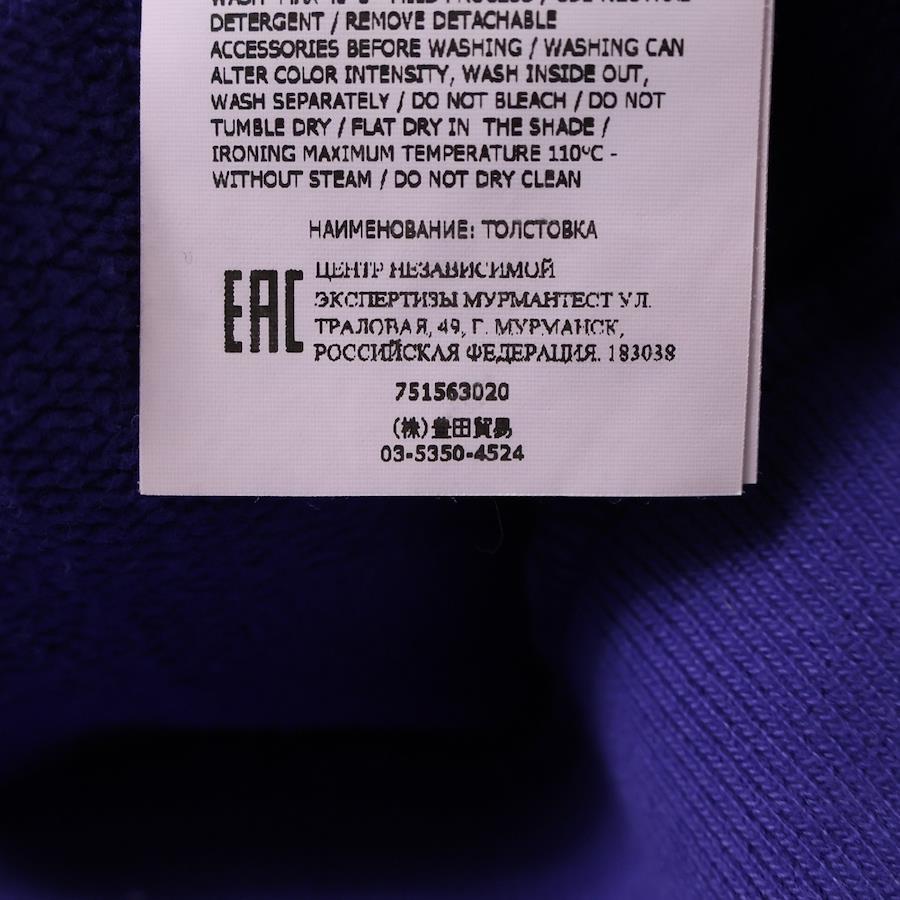 DETERGENT / REMOVE DETACHABLE
ACCESSORIES BEFORE WASHING / WASHING CAN
ALTER COLOR INTENSITY, WASH INSIDE OUT,
WASH SEPARATELY / DO NOT BLEACH / DO NOT
TUMBLE DRY / FLAT DRY IN THE SHADE /
IRONING MAXIMUM TEMPERATURE 110°C -
WITHOUT STEAM / DO NOT DRY CLEAN
НАИМЕНОВАНИЕ: ТОЛСТОВКА
EAC
ЦЕНТР НЕЗАВИСИМОЙ
ЭКСПЕРТИЗЫ МУРМАНТЕСТ УЛ.
ТРАЛОВАЯ, 49, Г. МУРМАНСК,
РОССИЙСКАЯ ФЕДЕРАЦИЯ. 183038
751563020
(株)豊田貿易
03-5350-4524